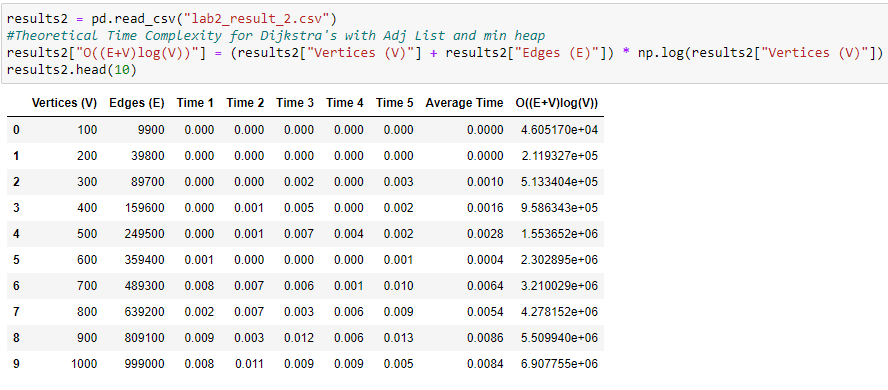 results2 = pd.read_csv("lab2_result_2.csv")
#Theoretical Time Complexity for Dijkstra's with Adj List and min heap
results2["O((E+V)log(V))"] = (results2["Vertices (V)"] + results2["Edges (E)"]) * np.log(results2["Vertices (V)"])
results2.head(10)
Vertices (V) Edges (E) Time 1 Time 2 Time 3 Time 4 Time 5 Average Time O((E+V)log(V))
0 100 9900 0.000 0.000 0.000 0.000 0.000 0.0000 4.605170e+04
1 200 39800 0.000 0.000 0.000 0.000 0.000 0.0000 2.119327e+05
2 300 89700 0.000 0.000 0.002 0.000 0.003 0.0010 5.133404e+05
3 400 159600 0.000 0.001 0.005 0.000 0.002 0.0016 9.586343e+05
4 500 249500 0.000 0.001 0.007 0.004 0.002 0.0028 1.553652e+06
5 600 359400 0.001 0.000 0.000 0.000 0.001 0.0004 2.302895e+06
6 700 489300 0.008 0.007 0.006 0.001 0.010 0.0064 3.210029e+06
7 800 639200 0.002 0.007 0.003 0.006 0.009 0.0054 4.278152e+06
8 900 809100 0.009 0.003 0.012 0.006 0.013 0.0086 5.509940e+06
9 1000 999000 0.008 0.011 0.009 0.009 0.005 0.0084 6.907755e+06